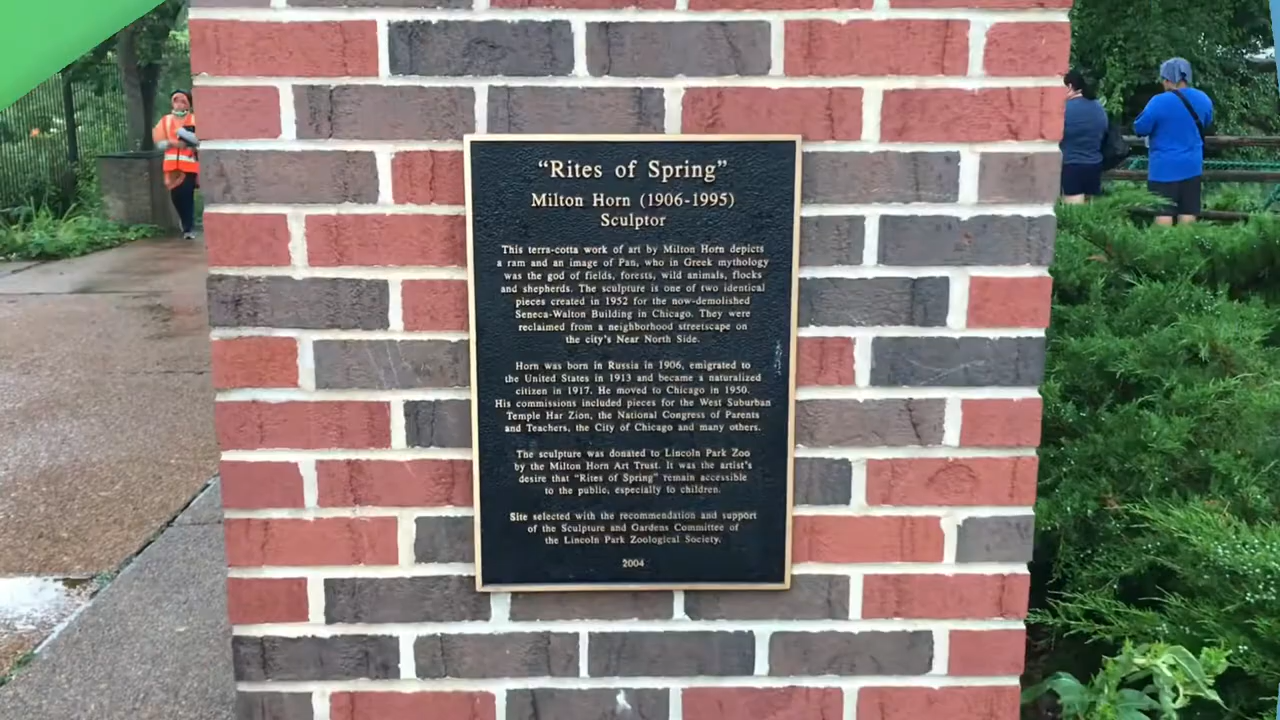 “Rites of Spring”
Milton Horn (1906-1995)
Sculptor
This terra-cotta work of art by Milton Horn depicts
a ram and an image of Pan, who in Greek mythology
was the god of fields, forests, wild animals, flocks
and shepherds. The sculpture is one of two identical
pieces created in 1952 for the now-demolished
Seneca-Walton Building in Chicago. They were
reclaimed from a neighborhood streetscape on
the city’s Near North Side.
Horn was born in Russia in 1906, emigrated to
the United States in 1913 and became a naturalized
citizen in 1917. He moved to Chicago in 1950.
His commissions included pieces for the West Suburban
Temple Har Zion, the National Congress of Parents
and Teachers, the City of Chicago and many others.
The sculpture was donated to Lincoln Park Zoo
by the Milton Horn Art Trust. It was the artist’s
desire that “Rites of Spring” remain accessible
to the public, especially to children.
Site selected with the recommendation and support
of the Sculpture and Gardens Committee of
the Lincoln Park Zoological Society.
2004